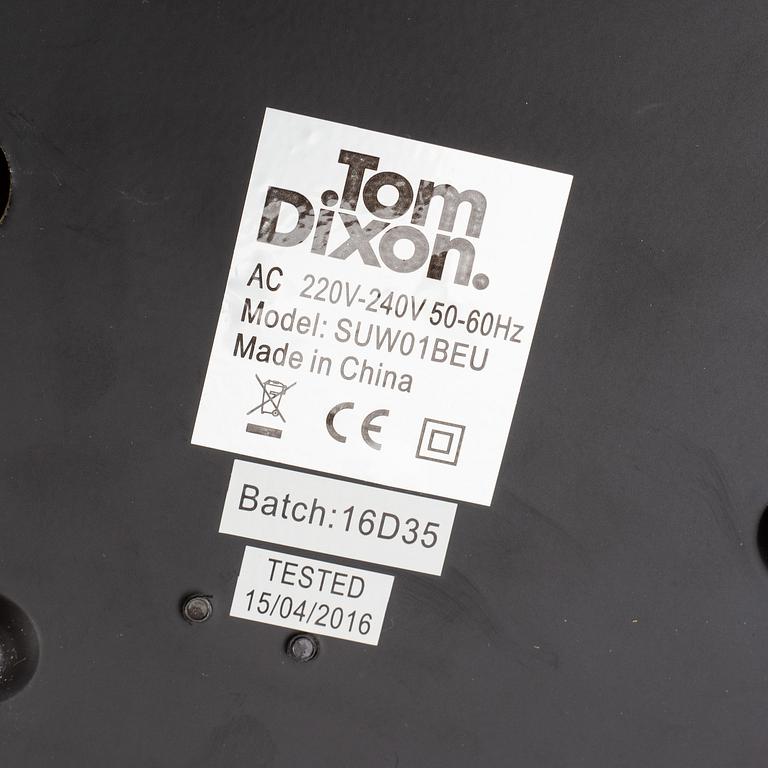 Tom
Dixon.
AC 220V-240V 50-60Hz
Model: SUW01BEU
Made in China
CE
Batch:16D35
TESTED
15/04/2016